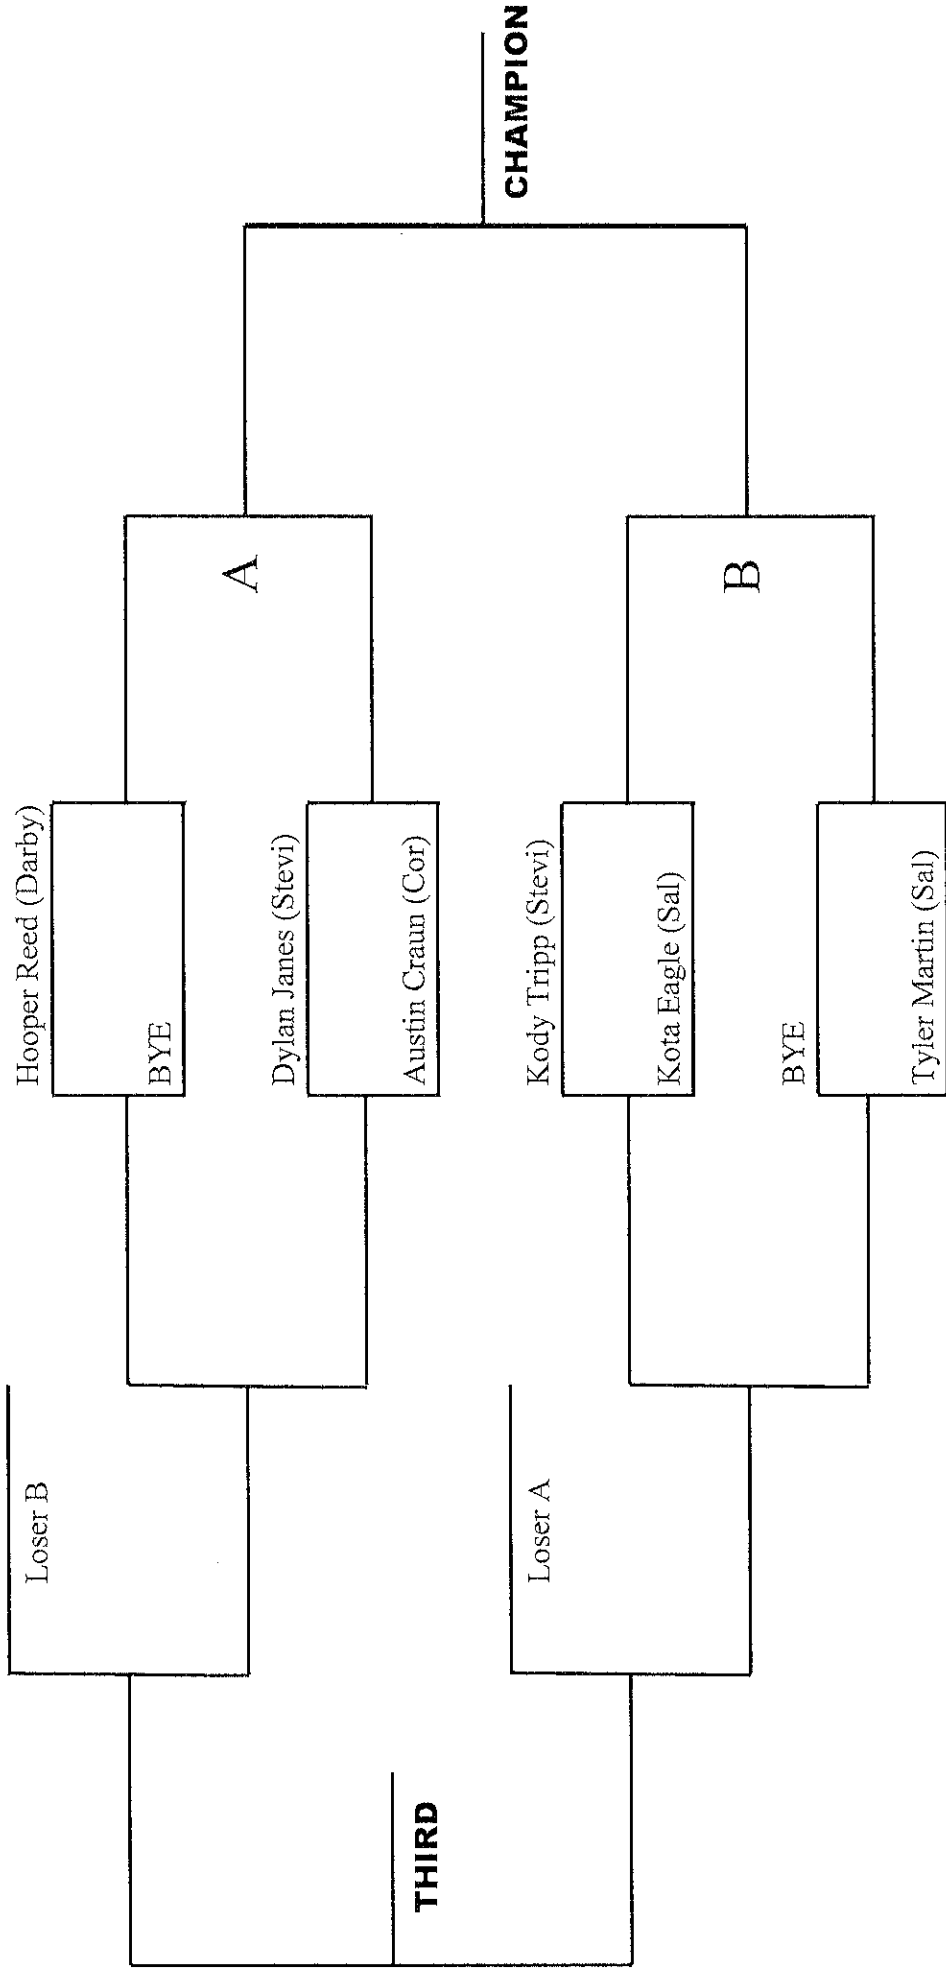 Hooper Reed (Darby)
BYE
Dylan Janes (Stevi)
Austin Craun (Cor)
Kody Tripp (Stevi)
Kota Eagle (Sal)
BYE
Tyler Martin (Sal)
A
B
CHAMPION
Loser B
Loser A
THIRD